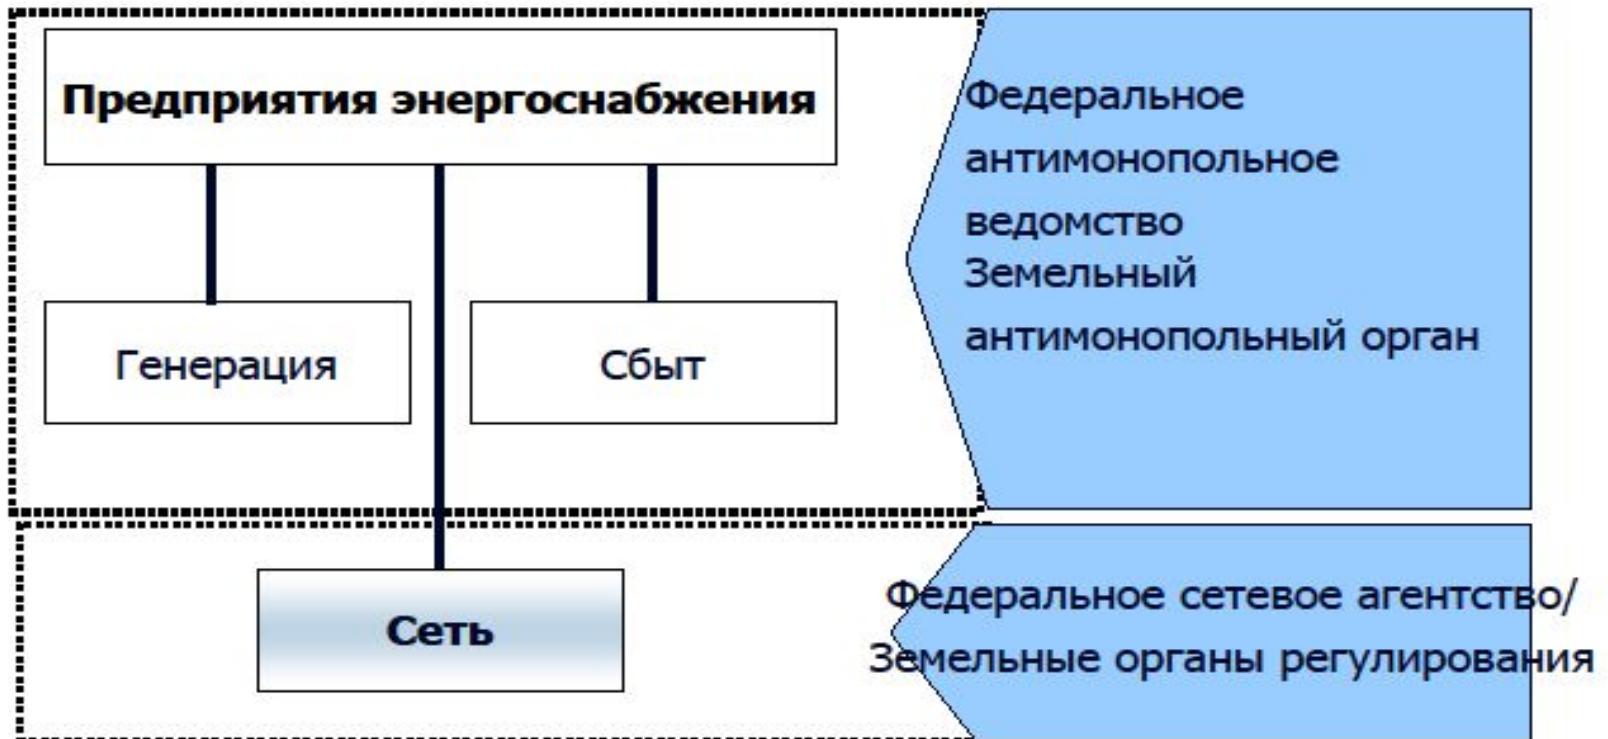 Предприятия энергоснабжения
Генерация
Сбыт
Сеть
Федеральное
антимонопольное
ведомство
Земельный
антимонопольный орган
Федеральное сетевое агентство/
Земельные органы регулирования